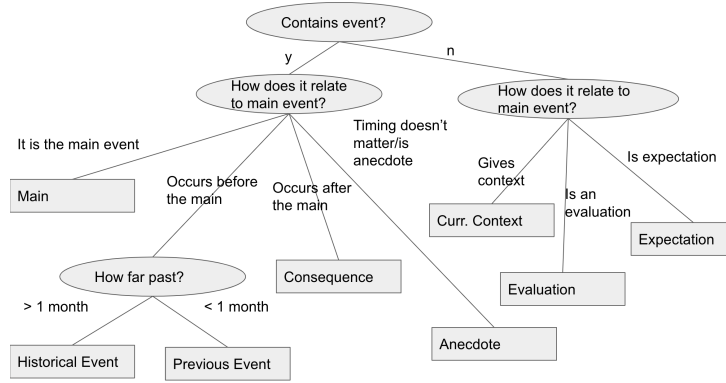 Contains event?
y
n
How does it relate
to main event?
How does it relate to
main event?
It is the main event
Timing doesn't
matter/is
anecdote
Gives
context
Is expectation
Occurs before
the main
Occurs after
the main
Is an
evaluation
Main
Curr. Context
Expectation
How far past?
Consequence
Evaluation
> 1 month
< 1 month
Anecdote
Historical Event
Previous Event